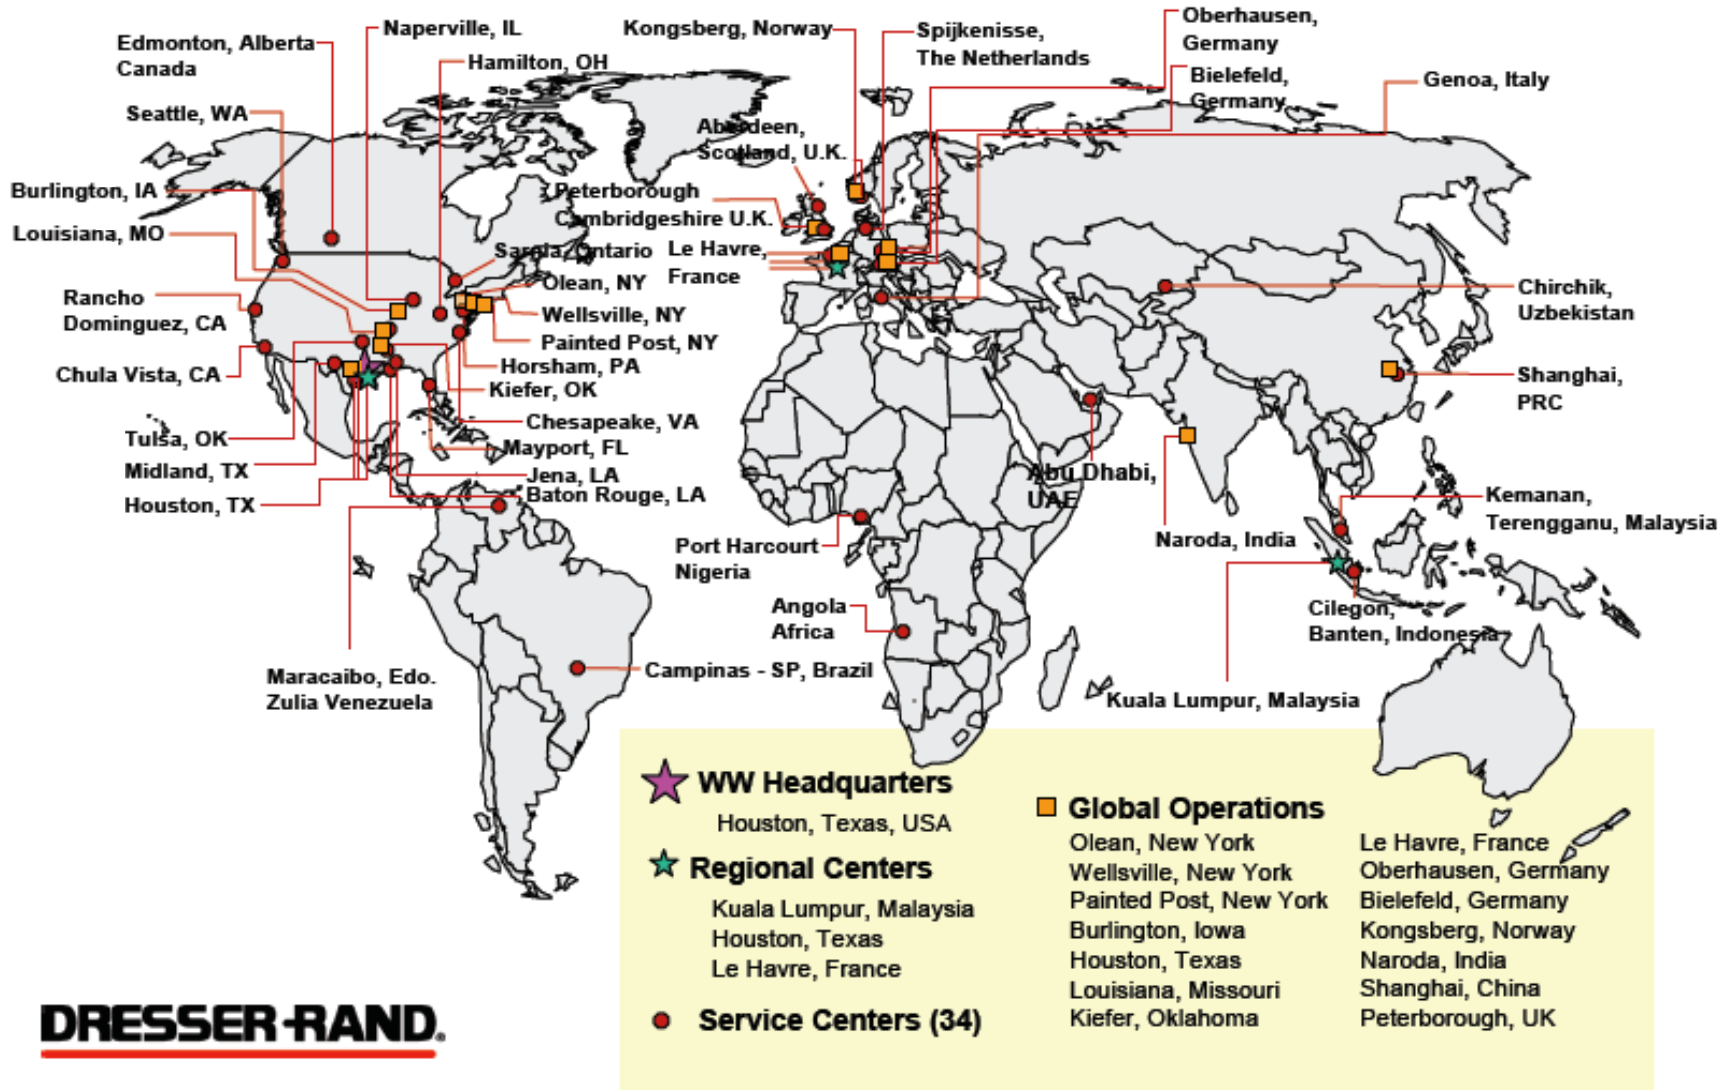 Edmonton, Alberta
Canada
Naperville, IL
Hamilton, OH
Seattle, WA
Burlington, IA
Louisiana, MO
Rancho
Dominguez, CA
Chula Vista, CA
Tulsa, OK
Midland, TX
Houston, TX
Sarnia, Ontario
Olean, NY
Wellsville, NY
Painted Post, NY
Horsham, PA
Kiefer, OK
Chesapeake, VA
Mayport, FL
Jena, LA
Baton Rouge, LA
Maracaibo, Edo.
Zulia Venezuela
Campinas - SP, Brazil
Kongsberg, Norway
Spijkenisse,
The Netherlands
Oberhausen,
Germany
Bielefeld,
Germany
Genoa, Italy
Aberdeen,
Scotland, U.K.
Peterborough
Cambridgeshire U.K.
Le Havre,
France
Port Harcourt
Nigeria
Angola
Africa
Abu Dhabi,
UAE
Naroda, India
Chirchik,
Uzbekistan
Shanghai,
PRC
Kemanan,
Terengganu, Malaysia
Cilegon,
Banten, Indonesia
Kuala Lumpur, Malaysia
WW Headquarters
Houston, Texas, USA
Regional Centers
Kuala Lumpur, Malaysia
Houston, Texas
Le Havre, France
Service Centers (34)
Global Operations
Olean, New York
Wellsville, New York
Painted Post, New York
Burlington, Iowa
Houston, Texas
Louisiana, Missouri
Kiefer, Oklahoma
Le Havre, France
Oberhausen, Germany
Bielefeld, Germany
Kongsberg, Norway
Naroda, India
Shanghai, China
Peterborough, UK
DRESSER-RAND.